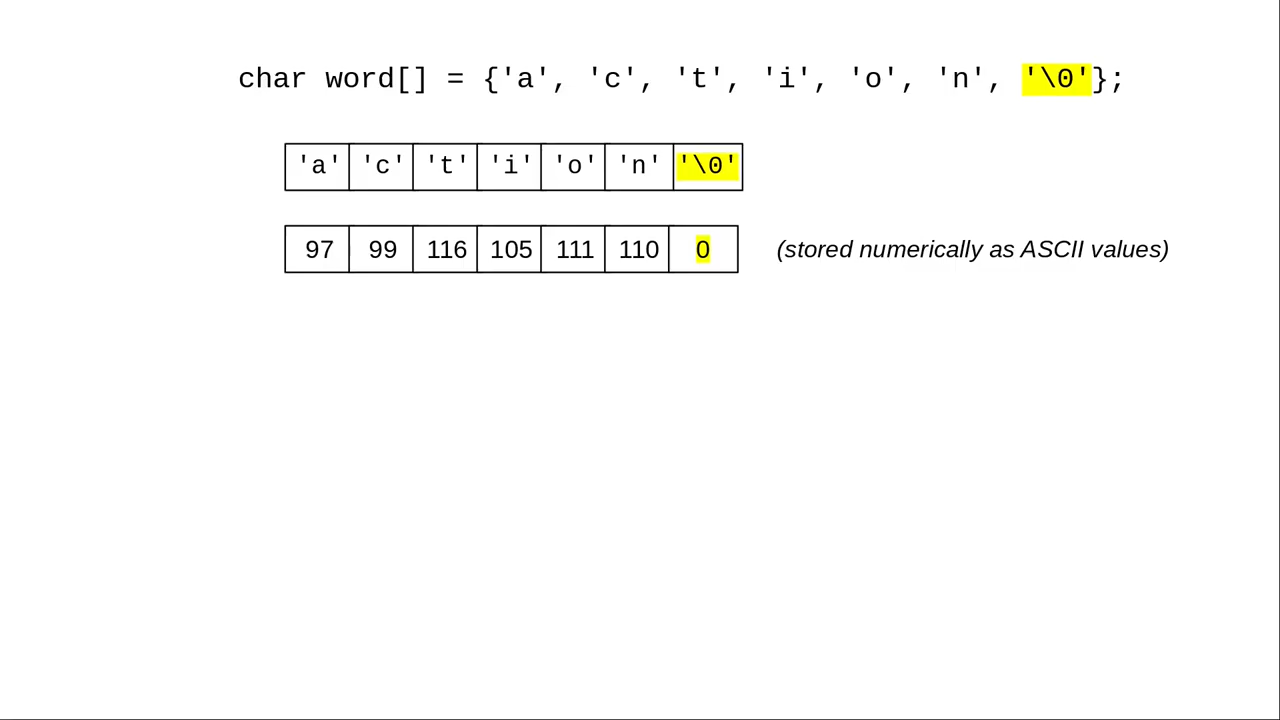 char word[] = {'a', 'c', 't', 'i', 'o', 'n', '\0'};
'a' 'c' 't' 'i' 'o' 'n' '\0'
97 99 116 105 111 110 0 (stored numerically as ASCII values)